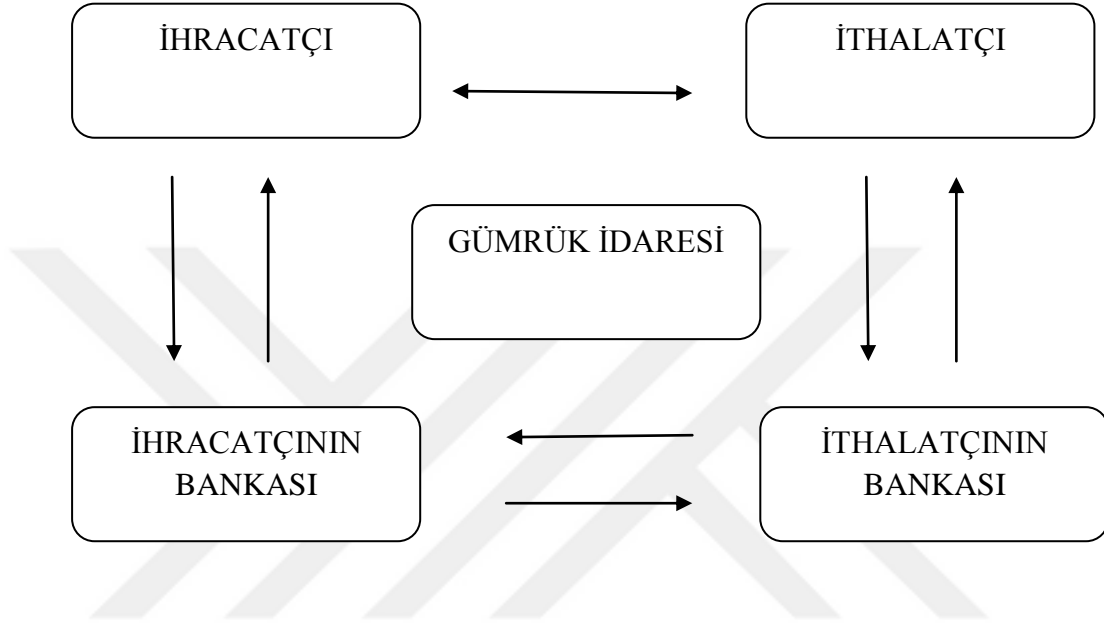 İHRACATÇI
İTHALATÇI
GÜMRÜK İDARESİ
İHRACATÇININ
BANKASI
İTHALATÇININ
BANKASI